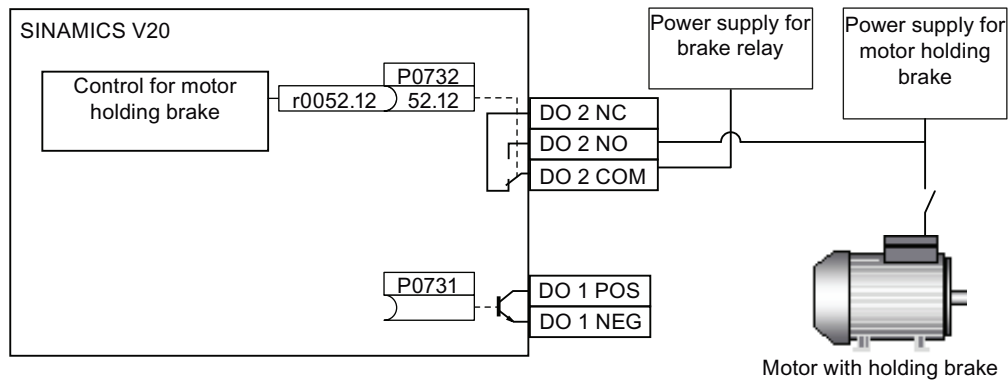 SINAMICS V20
Control for motor
holding brake
r0052.12
P0732
52.12
DO 2 NC
DO 2 NO
DO 2 COM
Power supply for
brake relay
Power supply for
motor holding
brake
P0731
DO 1 POS
DO 1 NEG
Motor with holding brake